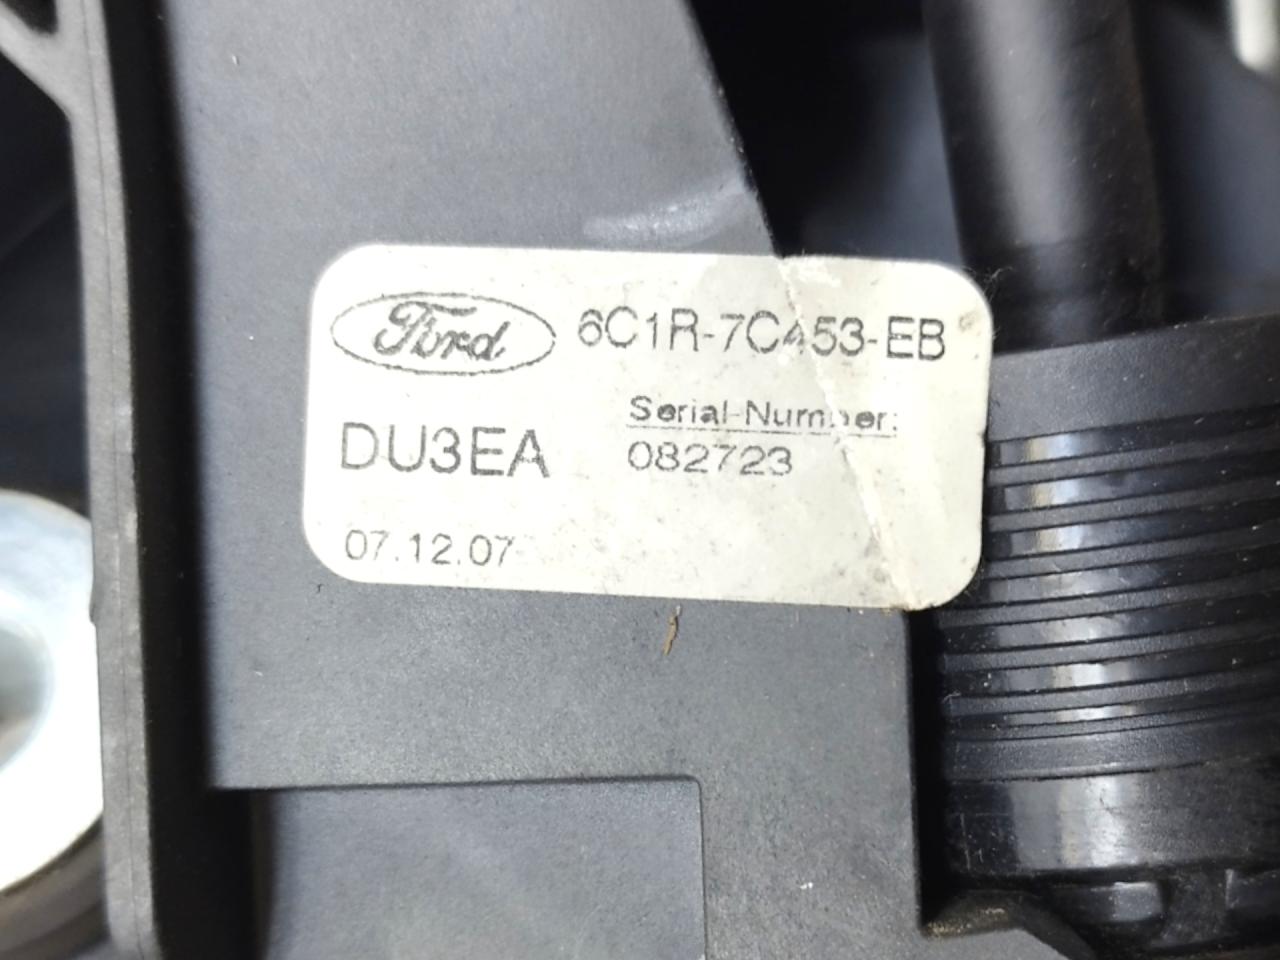 Ford 6C1R-7C453-EB
Serial-Number:
DU3EA 082723
07.12.07